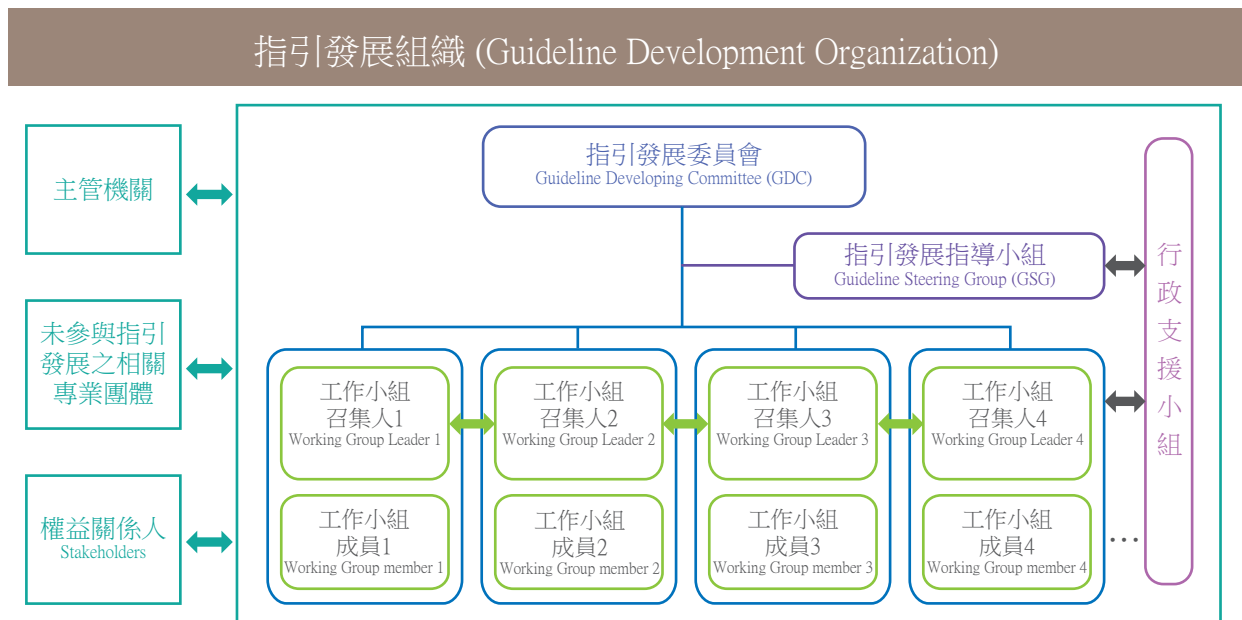 指引發展組織 (Guideline Development Organization)
主管機關
未參與指引
發展之相關
專業團體
權益關係人
Stakeholders
指引發展委員會
Guideline Developing Committee (GDC)
指引發展指導小組
Guideline Steering Group (GSG)
行政支援小組
工作小組
召集人1
Working Group Leader 1
工作小組
召集人2
Working Group Leader 2
工作小組
召集人3
Working Group Leader 3
工作小組
召集人4
Working Group Leader 4
工作小組
成員1
Working Group member 1
工作小組
成員2
Working Group member 2
工作小組
成員3
Working Group member 3
工作小組
成員4
Working Group member 4
…